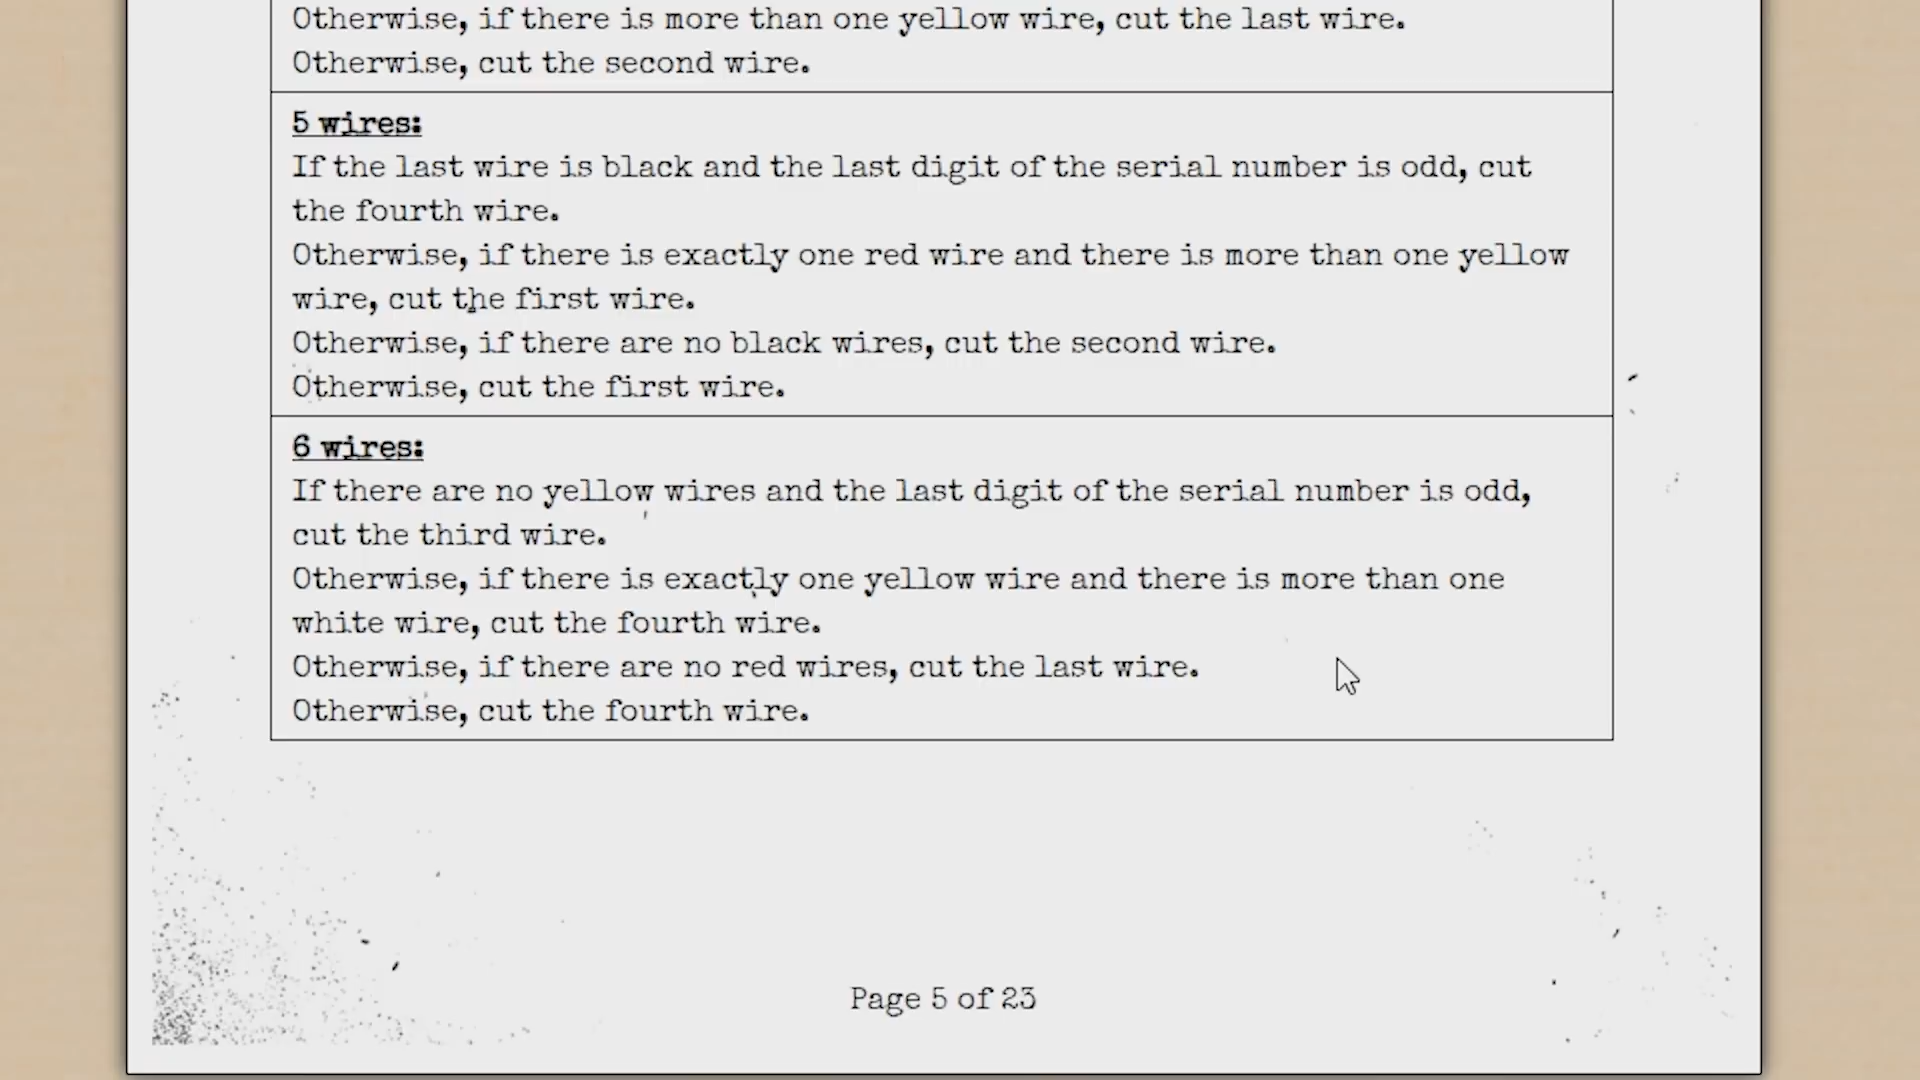 Otherwise, if there is more than one yellow wire, cut the last wire.
Otherwise, cut the second wire.
5 wires:
If the last wire is black and the last digit of the serial number is odd, cut
the fourth wire.
Otherwise, if there is exactly one red wire and there is more than one yellow
wire, cut the first wire.
Otherwise, if there are no black wires, cut the second wire.
Otherwise, cut the first wire.
6 wires:
If there are no yellow wires and the last digit of the serial number is odd,
cut the third wire.
Otherwise, if there is exactly one yellow wire and there is more than one
white wire, cut the fourth wire.
Otherwise, if there are no red wires, cut the last wire.
Otherwise, cut the fourth wire.
Page 5 of 23